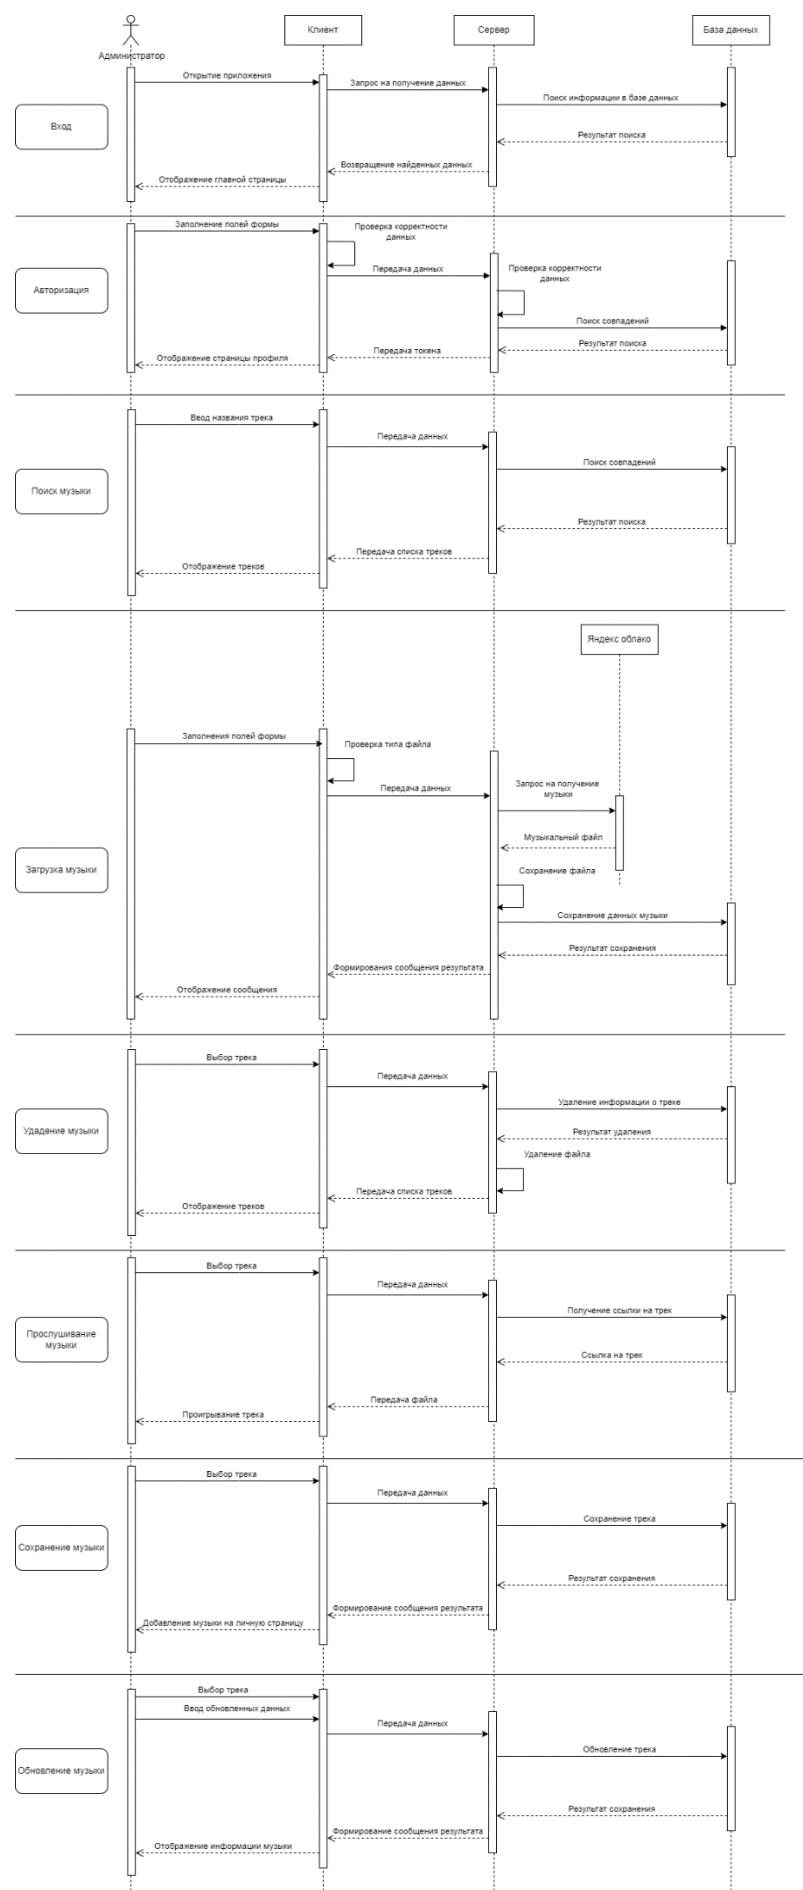 Администратор
Клиент
Сервер
База данных
Вход
Открытие приложения
Запрос на получение данных
Поиск информации в базе данных
Результат поиска
Возвращение найденных данных
Отображение главной страницы
Авторизация
Заполнение полей формы
Проверка корректности
данных
Передача данных
Проверка корректности
данных
Поиск совпадений
Результат поиска
Передача токена
Отображение страницы профиля
Поиск музыки
Ввод названия трека
Передача данных
Поиск совпадений
Результат поиска
Передача списка треков
Отображение треков
Яндекс облако
Загрузка музыки
Заполнения полей формы
Проверка типа файла
Передача данных
Запрос на получение
музыки
Музыкальный файл
Сохранение файла
Сохранение данных музыки
Результат сохранения
Формирования сообщения результата
Отображение сообщения
Удадение музыки
Выбор трека
Передача данных
Удаление информации о треке
Результат удаления
Удаление файла
Передача списка треков
Отображение треков
Прослушивание
музыки
Выбор трека
Передача данных
Получение ссылки на трек
Ссылка на трек
Передача файла
Проигрывание трека
Сохранение музыки
Выбор трека
Передача данных
Сохранение трека
Результат сохранения
Формирование сообщения результата
Добавление музыки на личную страницу
Обновление музыки
Выбор трека
Ввод обновленных данных
Передача данных
Обновление трека
Результат сохранения
Формирование сообщения результата
Отображение информации музыки